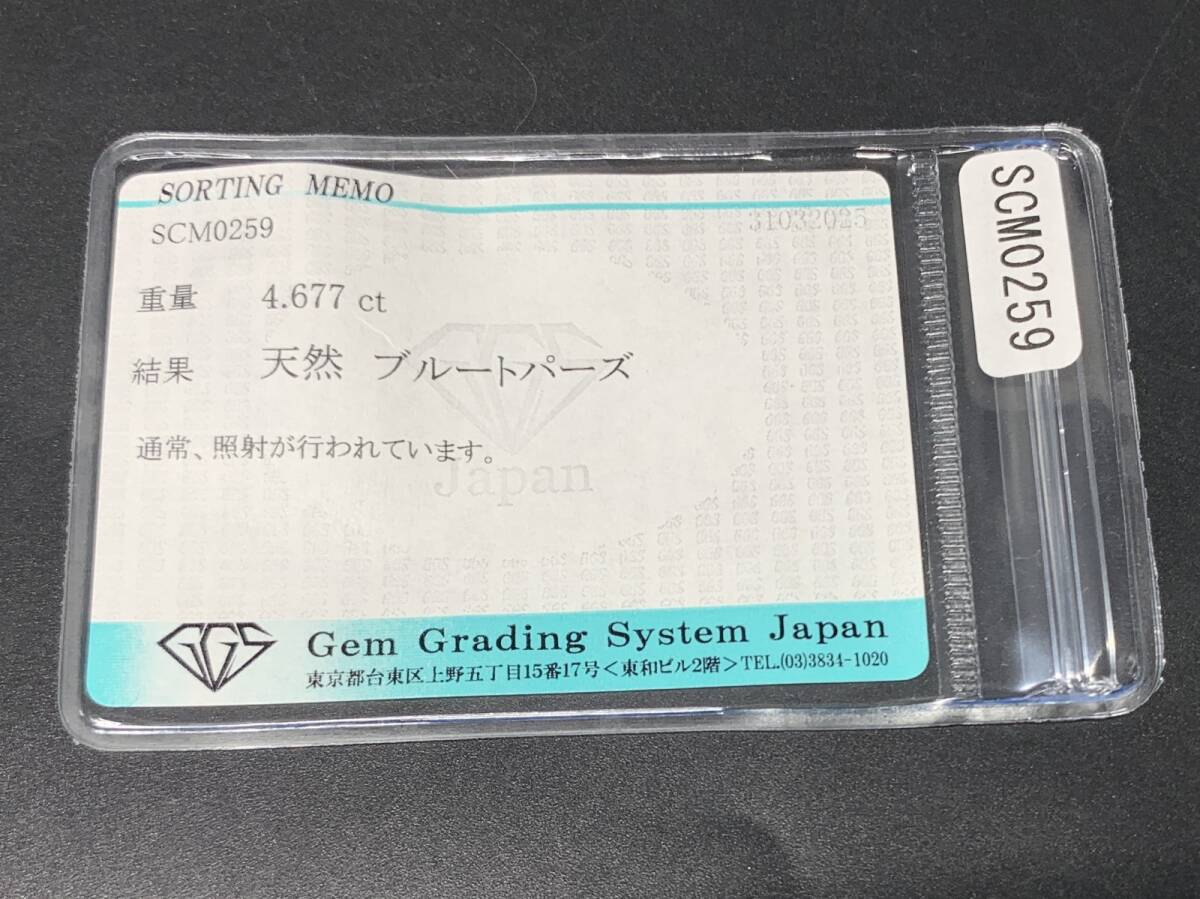 SORTING MEMO
SCM0259
31032025
重量 4.677 ct
結果 天然 ブルートパーズ
通常、照射が行われています。
GGS
Japan
GGS
Gem Grading System Japan
東京都台東区上野五丁目15番17号＜東和ビル2階＞TEL.(03)3834-1020
SCM0259